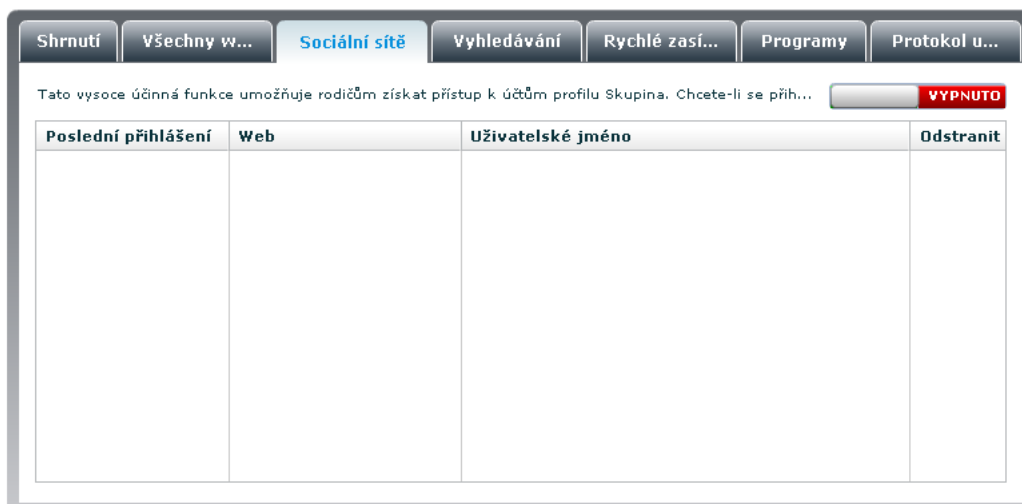 Shrnutí Všechny w... Sociální sítě Vyhledávání Rychlé zasí... Programy Protokol u...
Tato vysoce účinná funkce umožňuje rodičům získat přístup k účtům profilu Skupina. Chcete-li se přih... VYPNUTO
Poslední přihlášení Web Uživatelské jméno Odstranit